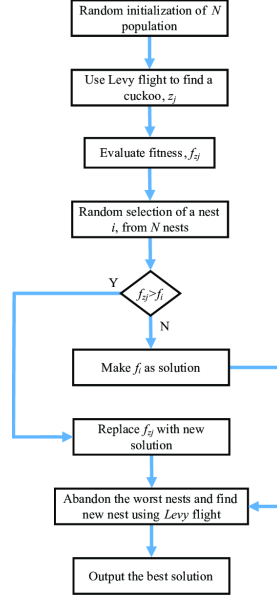 Random initialization of N
population
Use Levy flight to find a
cuckoo, zj
Evaluate fitness, fzj
Random selection of a nest
i, from N nests
Y
fzj>fi
N
Make fi as solution
Replace fzj with new
solution
Abandon the worst nests and find
new nest using Levy flight
Output the best solution